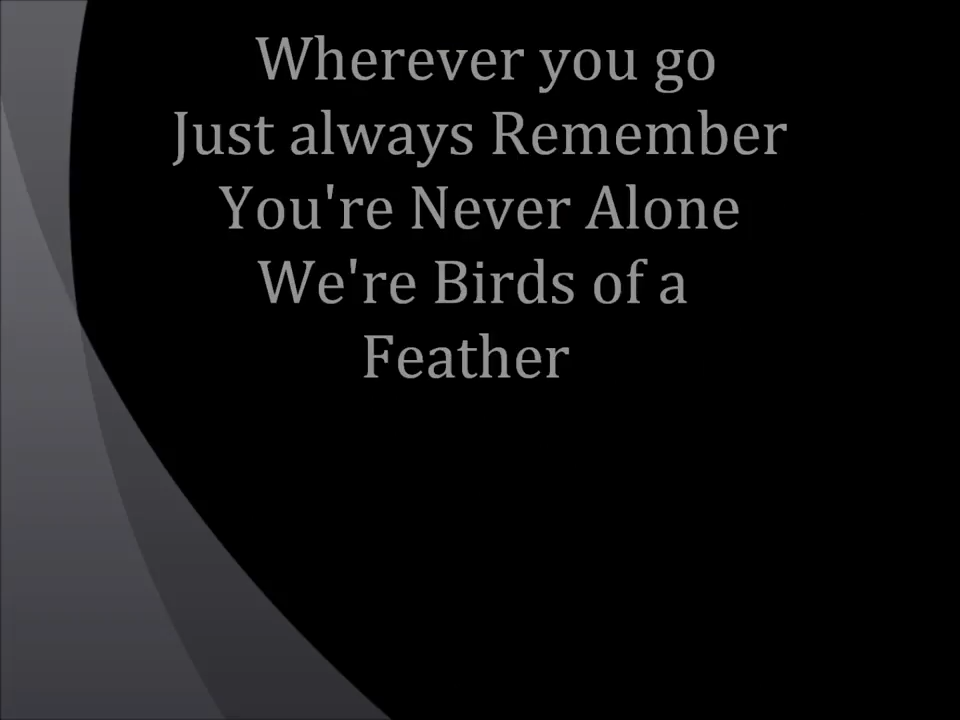 Wherever you go
Just always Remember
You're Never Alone
We're Birds of a
Feather